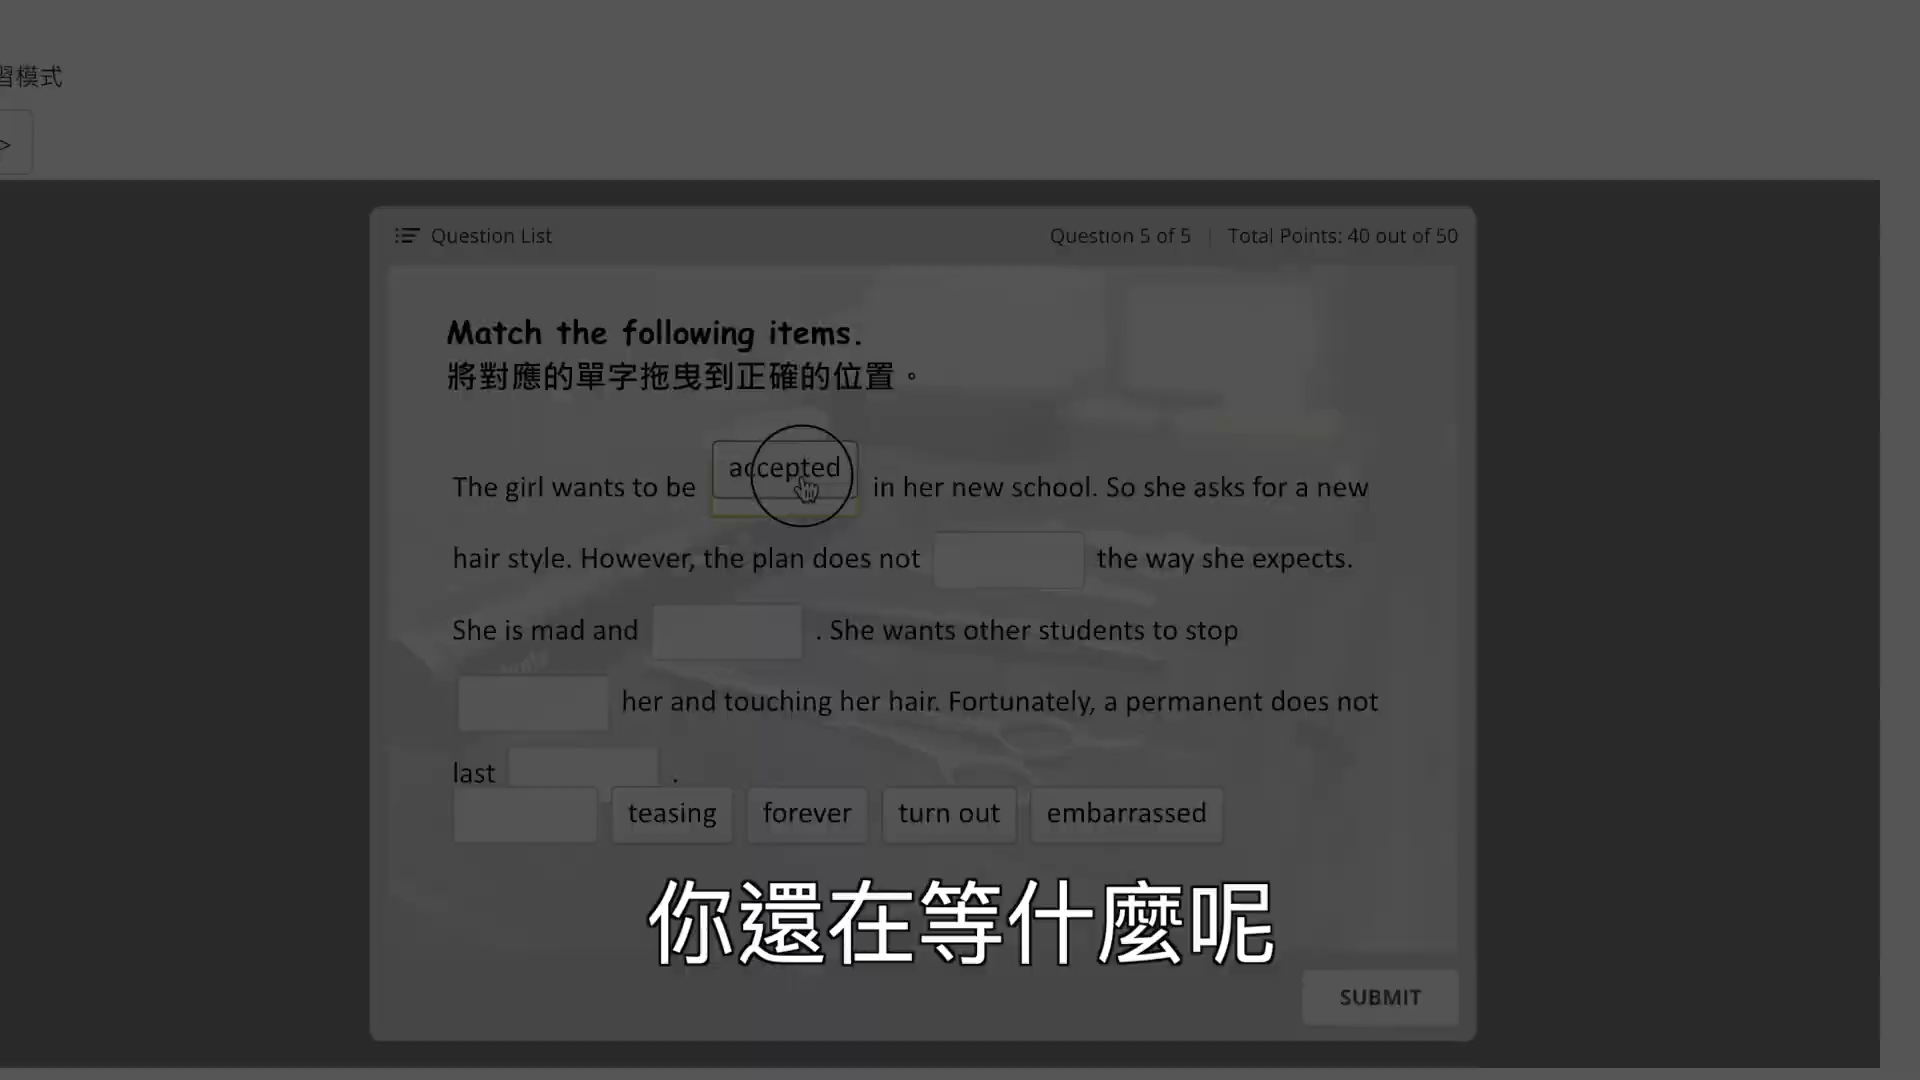 習模式
>
Question List
Question 5 of 5 | Total Points: 40 out of 50
Match the following items.
將對應的單字拖曳到正確的位置。
The girl wants to be accepted in her new school. So she asks for a new
hair style. However, the plan does not the way she expects.
She is mad and . She wants other students to stop
her and touching her hair. Fortunately, a permanent does not
last .
teasing forever turn out embarrassed
你還在等什麼呢
SUBMIT